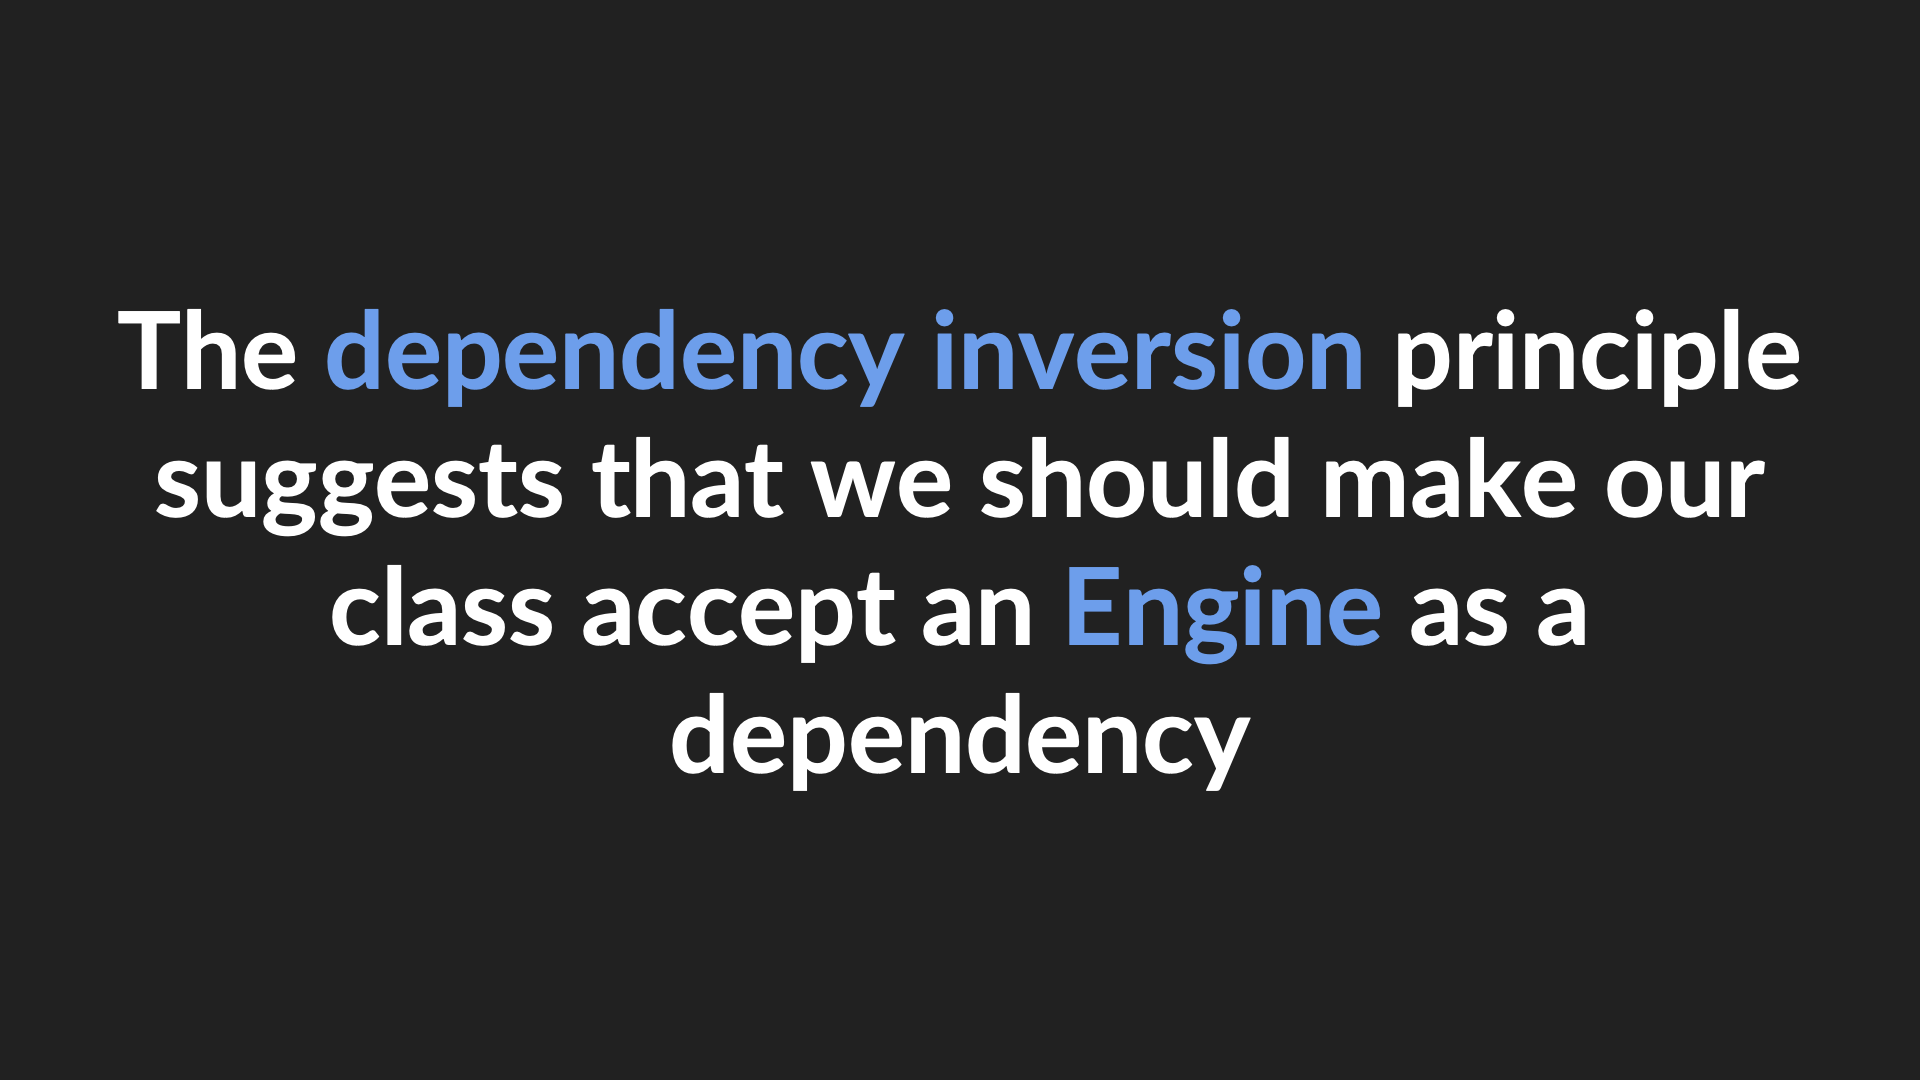 The dependency inversion principle
suggests that we should make our
class accept an Engine as a
dependency